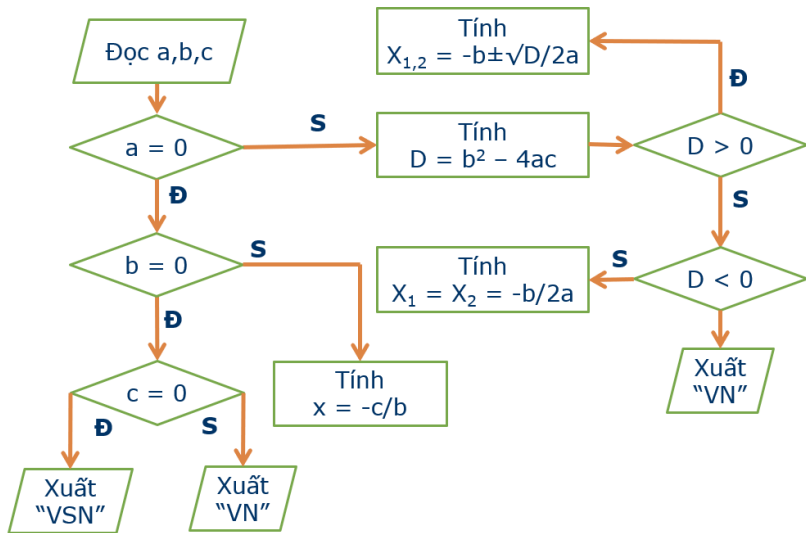 Đọc a,b,c
Tính
X₁,₂ = -b±√D/2a
Đ
a = 0
S
Tính
D = b² – 4ac
D > 0
Đ
S
b = 0
S
Tính
X₁ = X₂ = -b/2a
S
D < 0
Đ
c = 0
Đ
S
Tính
x = -c/b
Xuất
“VN”
Xuất
“VSN”
Xuất
“VN”